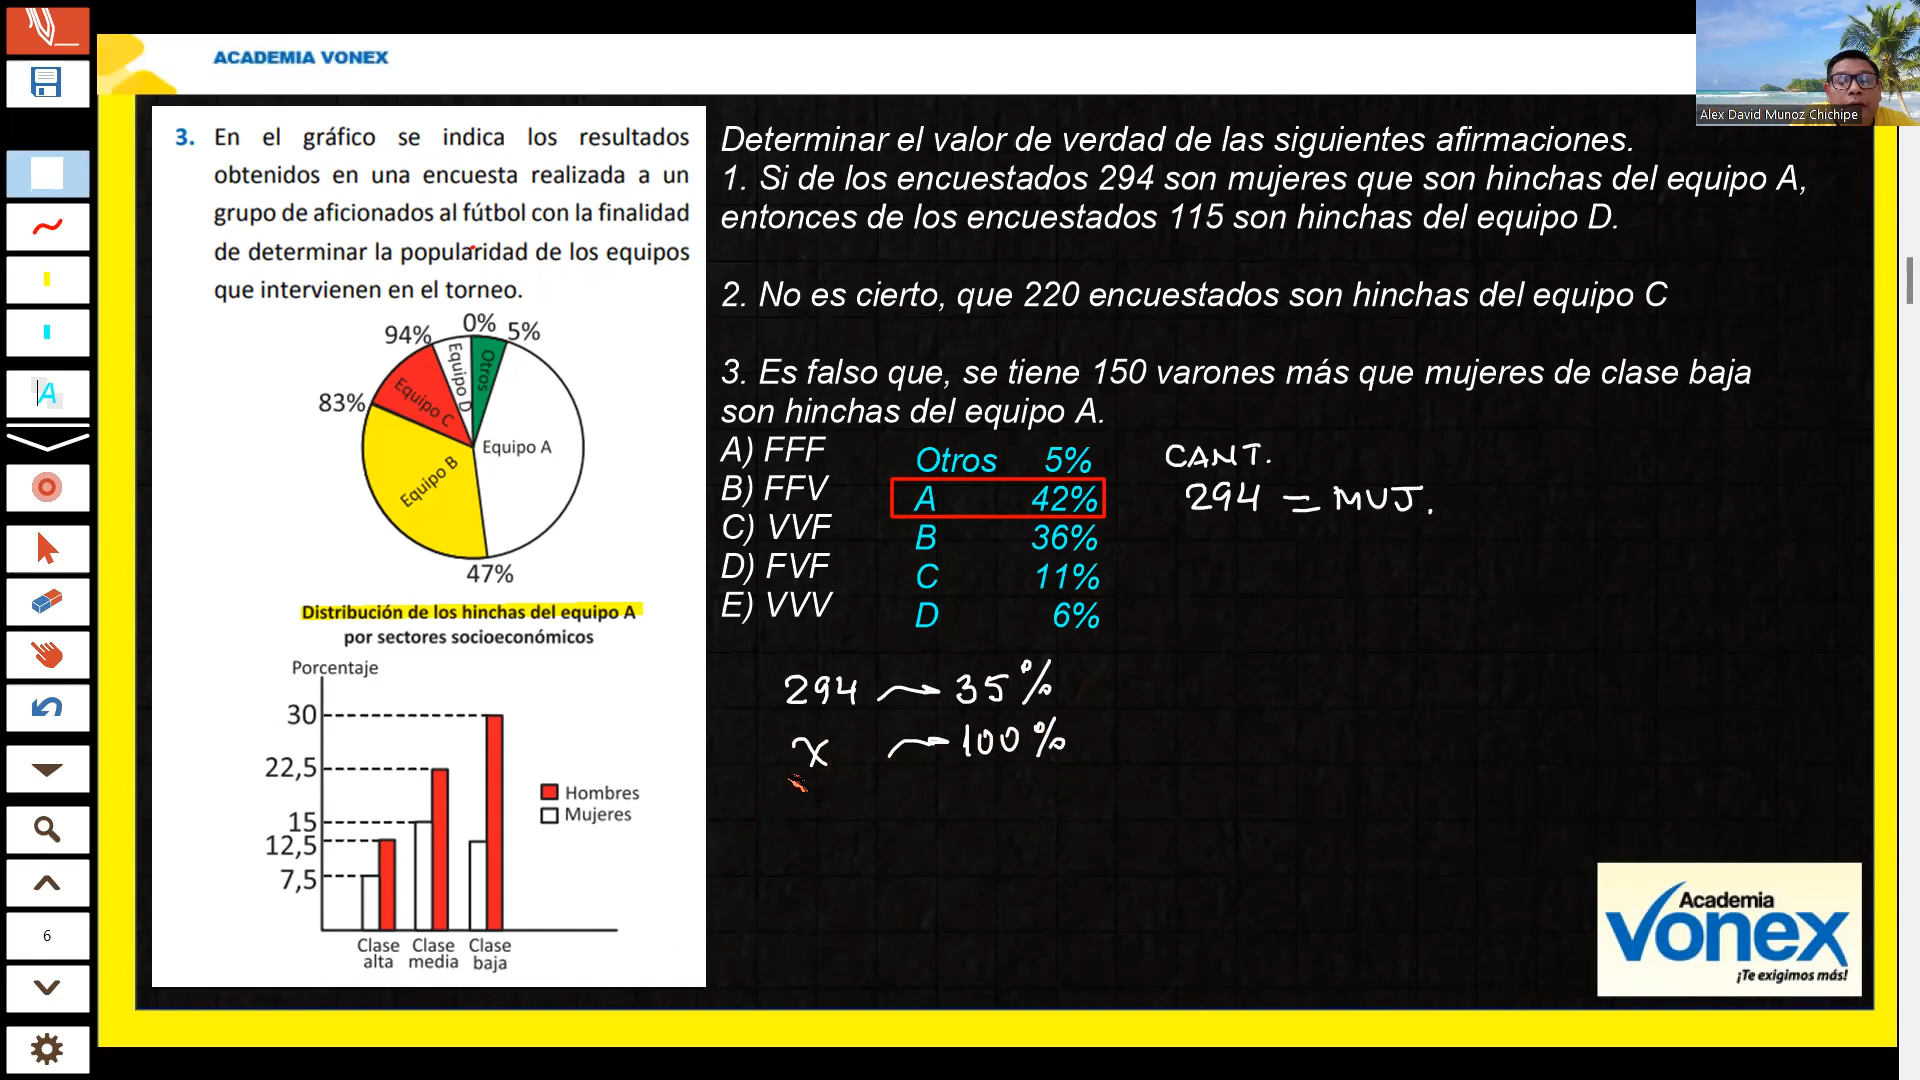 ACADEMIA VONEX
Alex David Munoz Chichipe
3. En el gráfico se indica los resultados
obtenidos en una encuesta realizada a un
grupo de aficionados al fútbol con la finalidad
de determinar la popularidad de los equipos
que intervienen en el torneo.
0%
94%
5%
83%
47%
Otros
Equipo D
Equipo C
Equipo A
Equipo B
Distribución de los hinchas del equipo A
por sectores socioeconómicos
Porcentaje
30
22,5
15
12,5
7,5
Hombres
Mujeres
Clase alta
Clase media
Clase baja
Determinar el valor de verdad de las siguientes afirmaciones.
1. Si de los encuestados 294 son mujeres que son hinchas del equipo A,
entonces de los encuestados 115 son hinchas del equipo D.
2. No es cierto, que 220 encuestados son hinchas del equipo C
3. Es falso que, se tiene 150 varones más que mujeres de clase baja
son hinchas del equipo A.
A) FFF
B) FFV
C) VVF
D) FVF
E) VVV
Otros 5%
A 42%
B 36%
C 11%
D 6%
CANT.
294 = MUJ.
294 → 35%
x → 100%
Academia
Vonex
¡Te exigimos más!
6
A